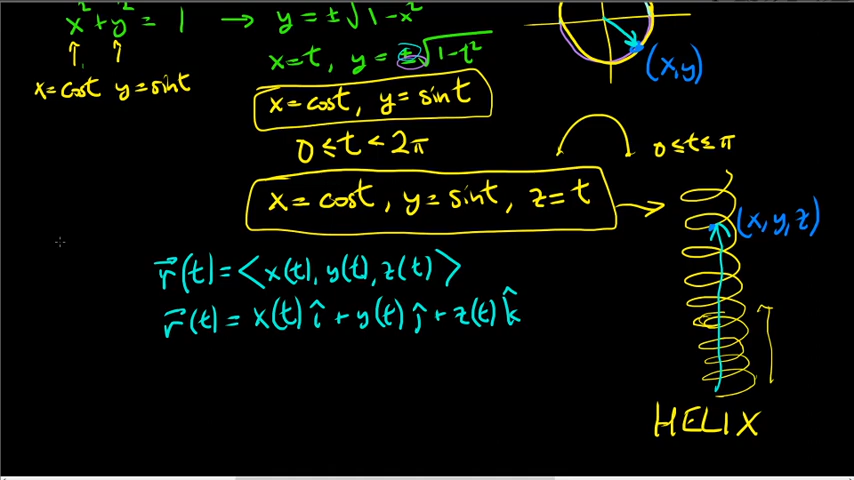 x² + y² = 1 → y = ±√1-x²
x=t, y = ±√1-t²
(x,y)
x=cost y=sint
x=cost, y=sint
0≤t<2π
0≤t≤π
x=cost, y=sint, z=t →
(x,y,z)
r⃗(t)=<x(t), y(t), z(t)>
r⃗(t) = x(t) î + y(t) ĵ + z(t) k̂
HELIX